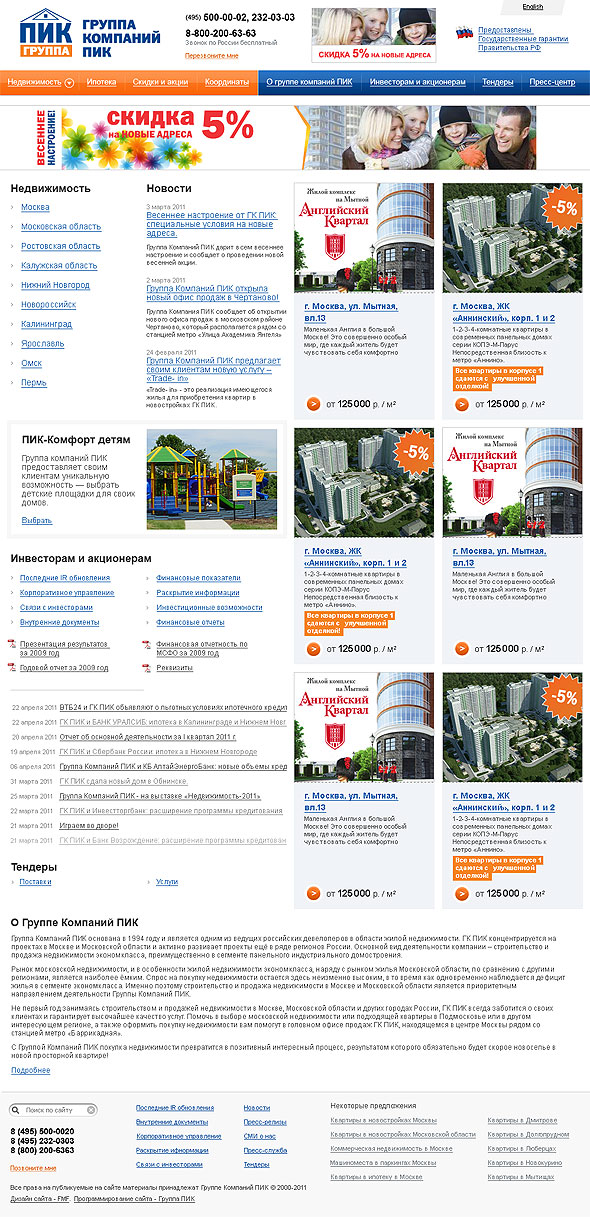 ПИК
ГРУППА
ГРУППА
КОМПАНИЙ
ПИК
(495) 500-00-02, 232-03-03
8-800-200-63-63
Звонок по России бесплатный
Перезвоните мне
СКИДКА 5% НА НОВЫЕ АДРЕСА
English
Предоставлены
Государственные гарантии
Правительства РФ
Недвижимость Ипотека Скидки и акции Координаты О группе компаний ПИК Инвесторам и акционерам Тендеры Пресс-центр
ВЕСЕННЕЕ
НАСТРОЕНИЕ!
СКИДКА 5%
НА НОВЫЕ АДРЕСА
Недвижимость
Москва
Московская область
Ростовская область
Калужская область
Нижний Новгород
Новороссийск
Калининград
Ярославль
Омск
Пермь
Новости
3 марта 2011
Весеннее настроение от ГК ПИК:
специальные условия на новые
адреса.
Группа Компаний ПИК дарит всем весеннее
настроение и сообщает о проведении новой
весенней акции.
2 марта 2011
Группа Компаний ПИК открыла
новый офис продаж в Чертаново!
Группа Компания ПИК сообщает об открытии
нового офиса продаж в московском районе
Чертаново, который располагается рядом со
станцией метро «Улица Академика Янгеля»
24 февраля 2011
Группа Компаний ПИК предлагает
своим клиентам новую услугу –
«Trade- in»
«Trade- in» - это реализация имеющегося
жилья для приобретения квартир в
новостройках ГК ПИК.
Жилой комплекс
на Мытной
Английский
Квартал
г. Москва, ул. Мытная,
вл.13
Маленькая Англия в большой
Москве! Это совершенно особый
мир, где каждый житель будет
чувствовать себя комфортно
от 125000 р. / м²
-5%
г. Москва, ЖК
«Аннинский», корп. 1 и 2
1-2-3-4-комнатные квартиры в
современных панельных домах
серии КОПЭ-М-Парус
Непосредственная близость к
метро «Аннино».
Все квартиры в корпусе 1
сдаются с улучшенной
отделкой!
от 125000 р. / м²
ПИК-Комфорт детям
Группа компаний ПИК
предоставляет своим
клиентам уникальную
возможность — выбрать
детские площадки для своих
домов.
Выбрать
-5%
г. Москва, ЖК
«Аннинский», корп. 1 и 2
1-2-3-4-комнатные квартиры в
современных панельных домах
серии КОПЭ-М-Парус
Непосредственная близость к
метро «Аннино».
Все квартиры в корпусе 1
сдаются с улучшенной
отделкой!
от 125000 р. / м²
Жилой комплекс
на Мытной
Английский
Квартал
г. Москва, ул. Мытная,
вл.13
Маленькая Англия в большой
Москве! Это совершенно особый
мир, где каждый житель будет
чувствовать себя комфортно
от 125000 р. / м²
Инвесторам и акционерам
Последние IR обновления
Корпоративное управление
Связи с инвесторами
Внутренние документы
Финансовые показатели
Раскрытие информации
Инвестиционные возможности
Финансовые отчеты
Презентация результатов
за 2009 год
Годовой отчет за 2009 год
Финансовая отчетность по
МСФО за 2009 год
Реквизиты
22 апреля 2011 ВТБ24 и ГК ПИК объявляют о льготных условиях ипотечного кредит
22 апреля 2011 ГК ПИК и БАНК УРАЛСИБ: ипотека в Калининграде и Нижнем Новг
20 апреля 2011 Отчет об основной деятельности за I квартал 2011 г.
19 апреля 2011 ГК ПИК и Сбербанк России: ипотека в Нижнем Новгороде
06 апреля 2011 Группа Компаний ПИК и КБ АлтайЭнергоБанк: новые объемы кред
31 марта 2011 ГК ПИК сдала новый дом в Обнинске.
25 марта 2011 Группа Компаний ПИК - на выставке «Недвижимость-2011»
22 марта 2011 ГК ПИК и Инвестторгбанк: расширение программы кредитования
21 марта 2011 Играем во дворе!
21 марта 2011 ГК ПИК и Банк Возрождение: расширение программы кредитован
Жилой комплекс
на Мытной
Английский
Квартал
г. Москва, ул. Мытная,
вл.13
Маленькая Англия в большой
Москве! Это совершенно особый
мир, где каждый житель будет
чувствовать себя комфортно
от 125000 р. / м²
-5%
г. Москва, ЖК
«Аннинский», корп. 1 и 2
1-2-3-4-комнатные квартиры в
современных панельных домах
серии КОПЭ-М-Парус
Непосредственная близость к
метро «Аннино».
Все квартиры в корпусе 1
сдаются с улучшенной
отделкой!
от 125000 р. / м²
Тендеры
Поставки
Услуги
О Группе Компаний ПИК
Группа Компаний ПИК основана в 1994 году и является одним из ведущих российских девелоперов в области жилой недвижимости. ГК ПИК концентрируется на
проектах в Москве и Московской области и активно развивает проекты ещё в ряде регионов России. Основной вид деятельности компании – строительство и
продажа недвижимости экономкласса, преимущественно в сегменте панельного индустриального домостроения.
Рынок московской недвижимости, и в особенности жилой недвижимости экономкласса, наряду с рынком жилья Московской области, по сравнению с другими
регионами, является наиболее ёмким. Спрос на покупку недвижимости остается здесь неизменно высоким, в то время как одновременно наблюдается дефицит
жилья в сегменте экономкласса. Именно поэтому строительство и продажа недвижимости в Москве и Московской области является приоритетным
направлением деятельности Группы Компаний ПИК.
Не первый год занимаясь строительством и продажей недвижимости в Москве, Московской области и других городах России, ГК ПИК всегда заботится о своих
клиентах и гарантирует высочайшее качество услуг. Помочь в выборе московской недвижимости или подходящей квартиры в Подмосковье или в другом
интересующем регионе, а также оформить покупку недвижимости вам помогут в головном офисе продаж ГК ПИК, находящемся в центре Москвы рядом со
станцией метро «Баррикадная».
С Группой Компаний ПИК покупка недвижимости превратится в позитивный интересный процесс, результатом которого обязательно будет скорое новоселье в
новой просторной квартире!
Подробнее
Поиск по сайту
8 (495) 500-0020
8 (495) 232-0303
8 (800) 200-6363
Позвоните мне
Последние IR обновления
Внутренние документы
Корпоративное управление
Раскрытие информации
Связи с инвесторами
Новости
Пресс-релизы
СМИ о нас
Пресс-служба
Тендеры
Некоторые предложения
Квартиры в новостройках Москвы
Квартиры в новостройках Московской области
Коммерческая недвижимость в Москве
Машиноместа в паркингах Москвы
Квартиры в ипотеку в Москве
Квартиры в Дмитрове
Квартиры в Долгопрудном
Квартиры в Люберцах
Квартиры в Новокурино
Квартиры в Мытищах
Все права на публикуемые на сайте материалы принадлежат Группе Компаний ПИК © 2000-2011
Дизайн сайта - FMF. Программирование сайта - Группа ПИК